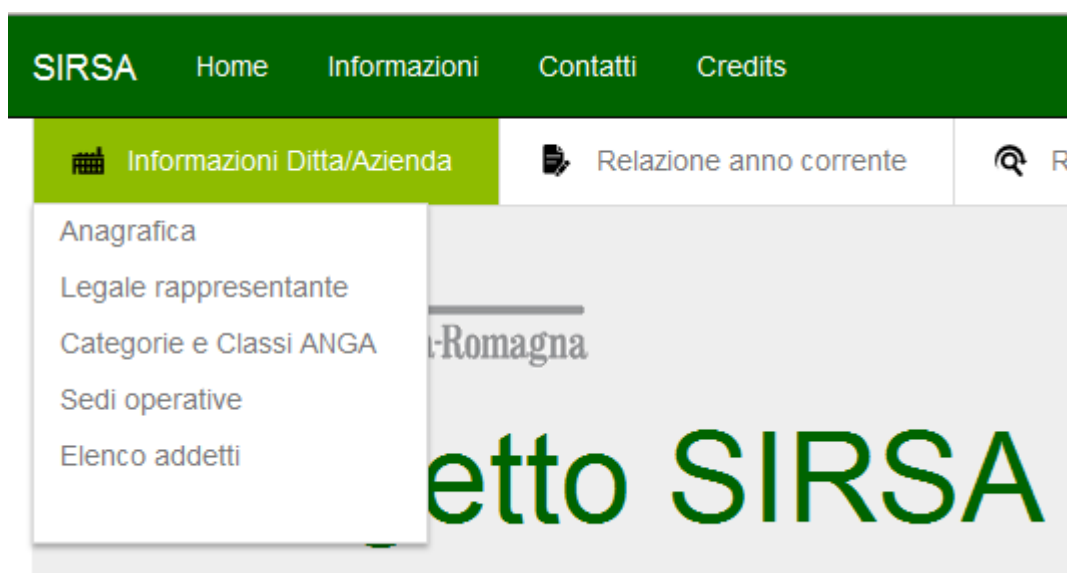 SIRSA Home Informazioni Contatti Credits
Informazioni Ditta/Azienda Relazione anno corrente
Anagrafica
Legale rappresentante
Categorie e Classi ANGA
-Romagna
Sedi operative
Elenco addetti
getto SIRSA